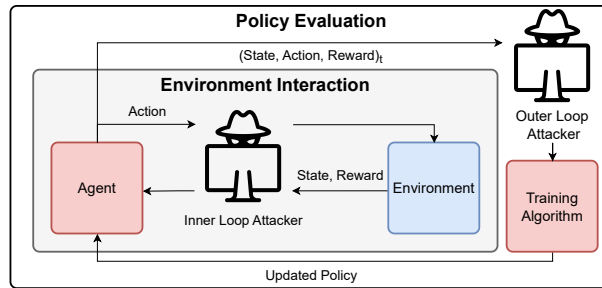 Policy Evaluation
(State, Action, Reward)t
Environment Interaction
Action
Outer Loop
Attacker
State, Reward
Agent
Environment
Inner Loop Attacker
Training
Algorithm
Updated Policy